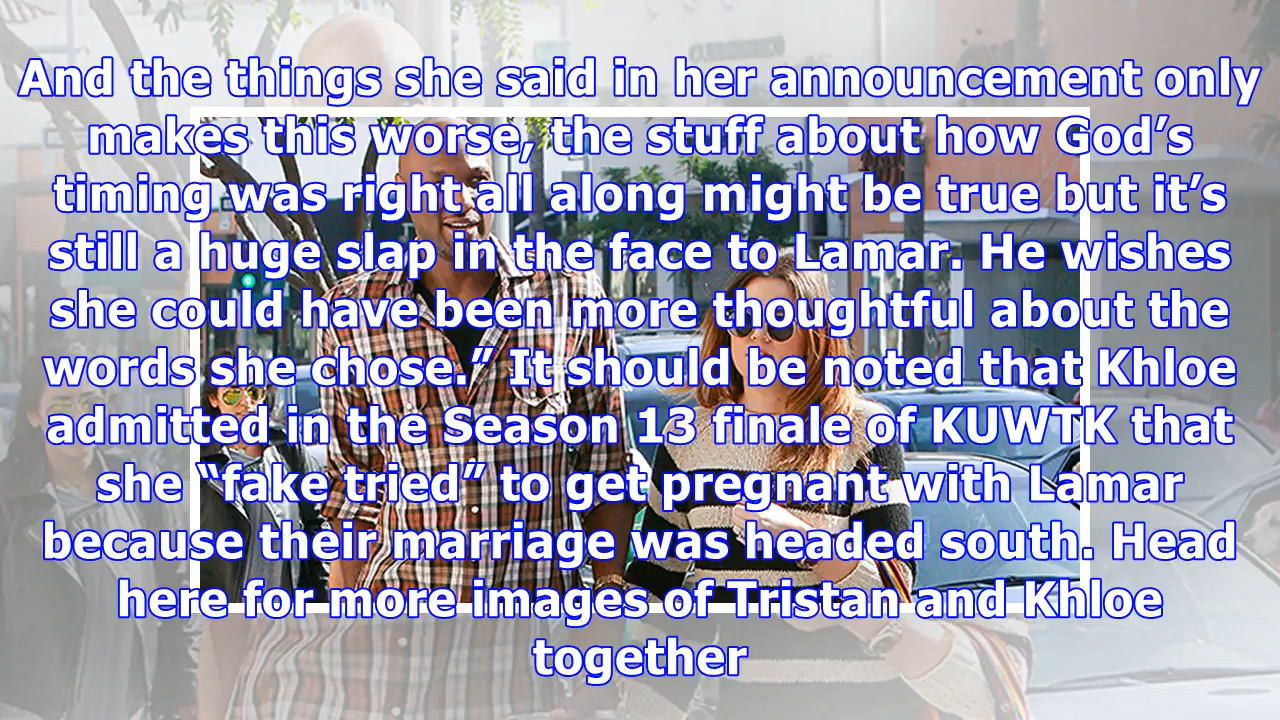 And the things she said in her announcement only
makes this worse, the stuff about how God’s
timing was right all along might be true but it’s
still a huge slap in the face to Lamar. He wishes
she could have been more thoughtful about the
words she chose.” It should be noted that Khloe
admitted in the Season 13 finale of KUWTK that
she “fake tried” to get pregnant with Lamar
because their marriage was headed south. Head
here for more images of Tristan and Khloe
together